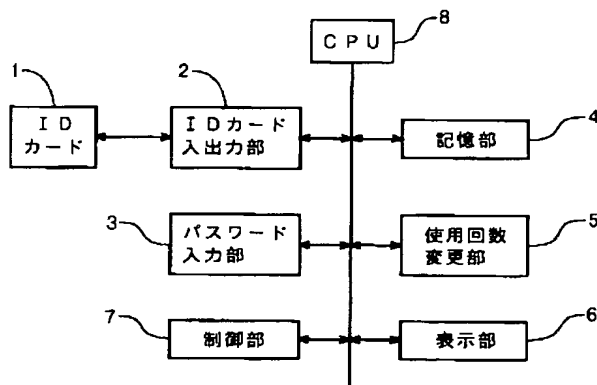 CPU
8
1
2
ID
カード
IDカード
入出力部
記憶部
4
3
パスワード
入力部
使用回数
変更部
5
7
制御部
表示部
6